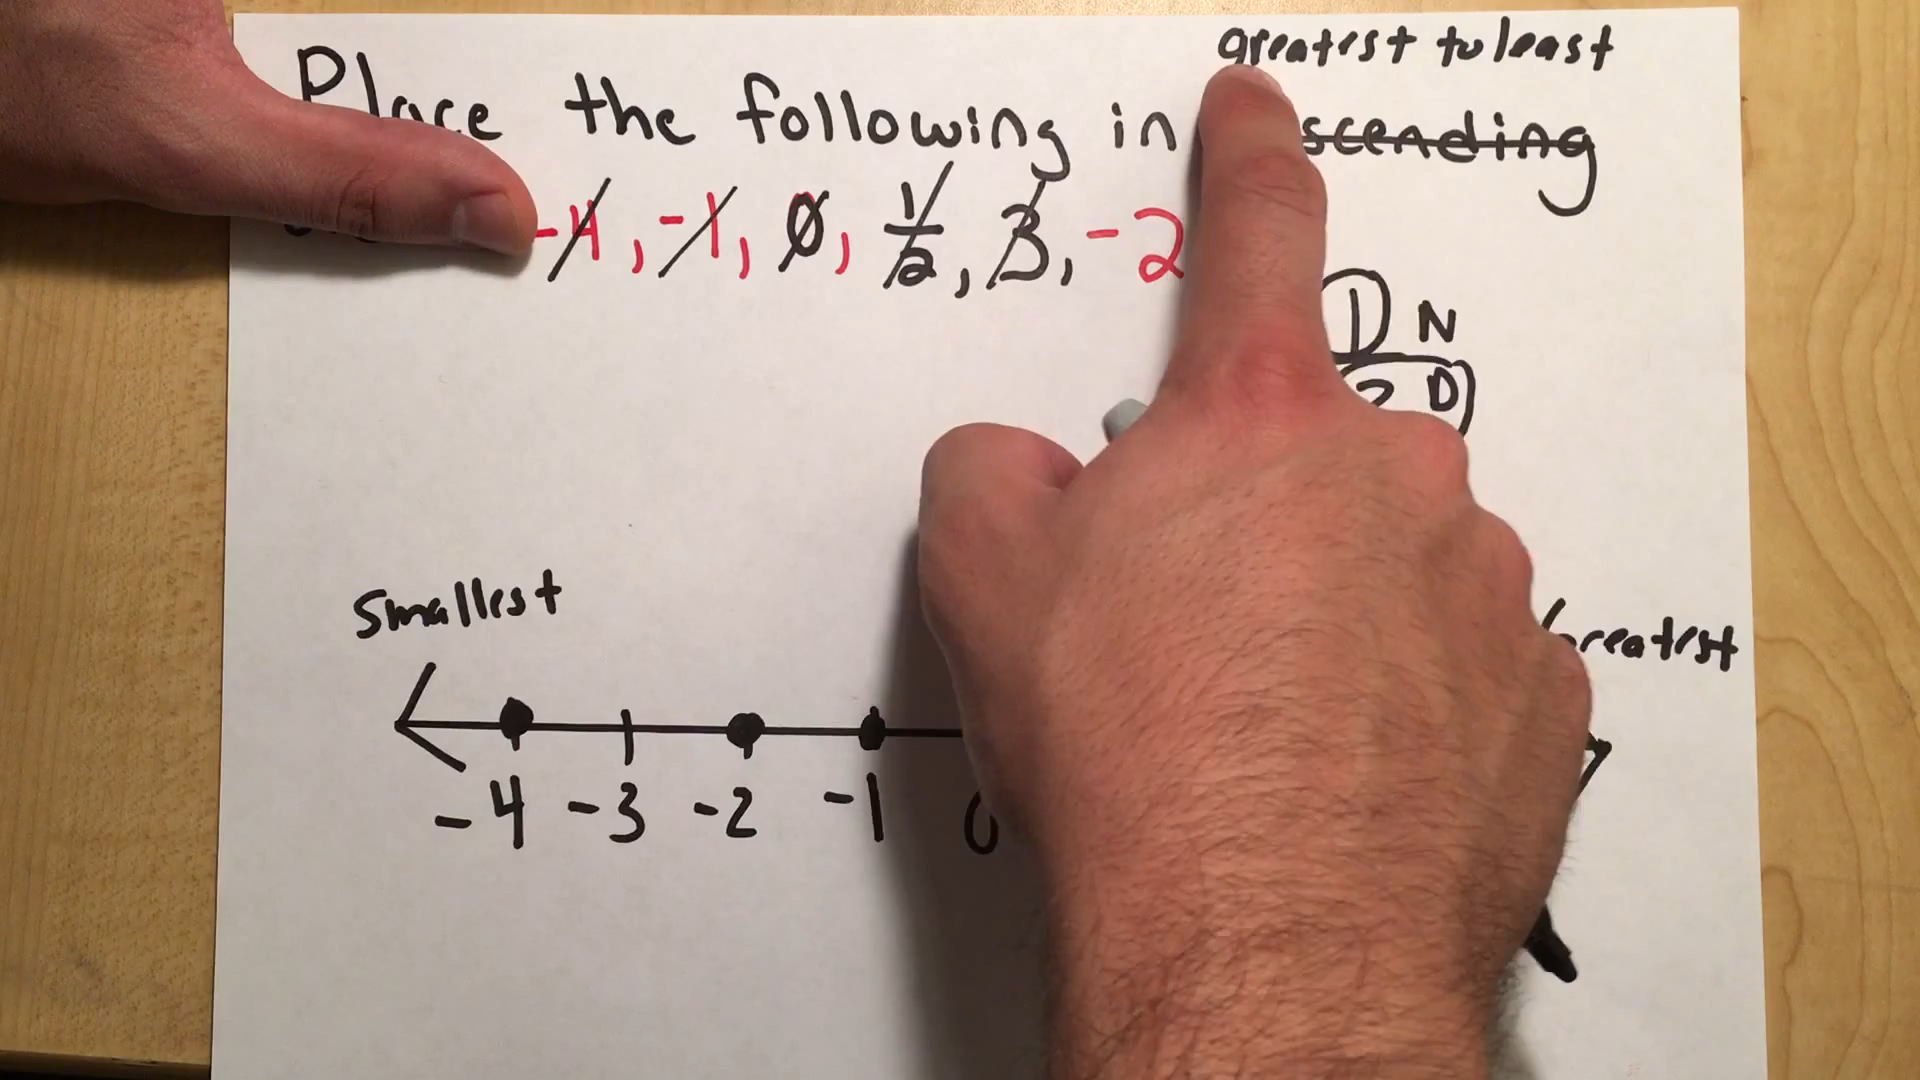 greatest to least
Place the following in scending
-4, -1, 0, 1/2, 3, -2
D N
D
Smallest Greatest
-4 -3 -2 -1 0